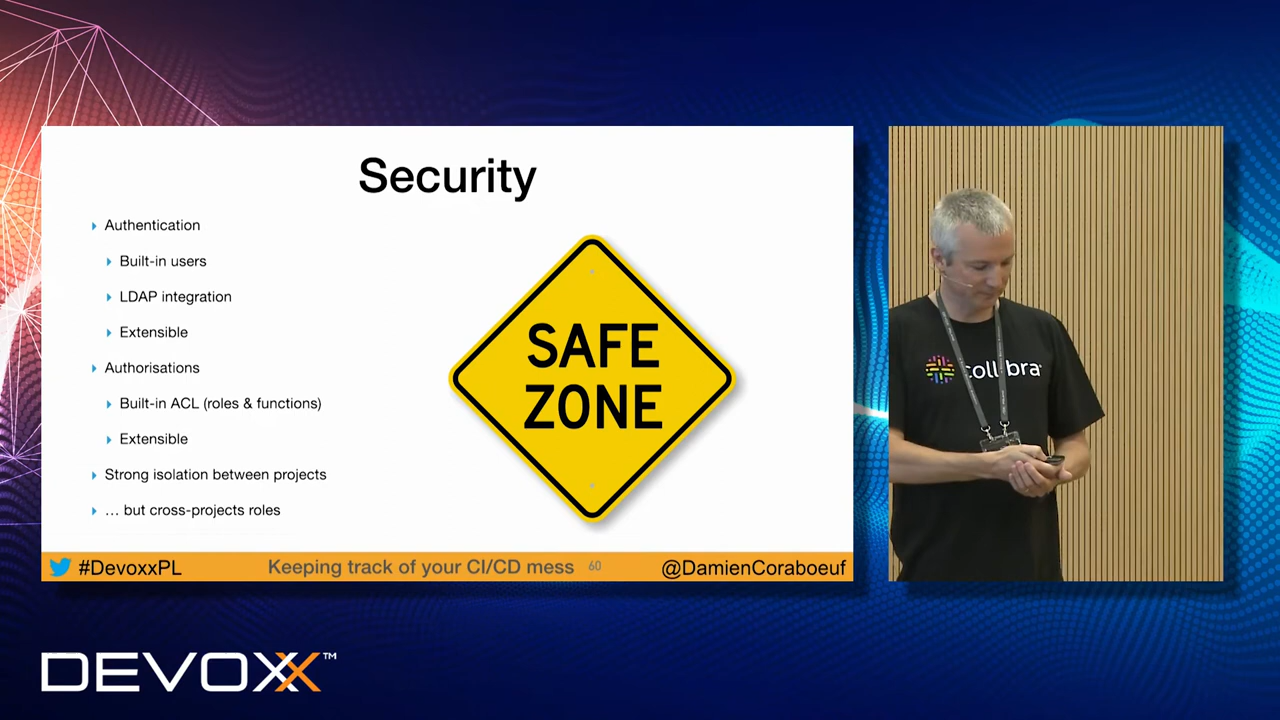 Security
Authentication
Built-in users
LDAP integration
Extensible
Authorisations
Built-in ACL (roles & functions)
Extensible
Strong isolation between projects
… but cross-projects roles
SAFE
ZONE
#DevoxxPL
Keeping track of your CI/CD mess
60
@DamienCoraboeuf
collibra
DEVOXX™